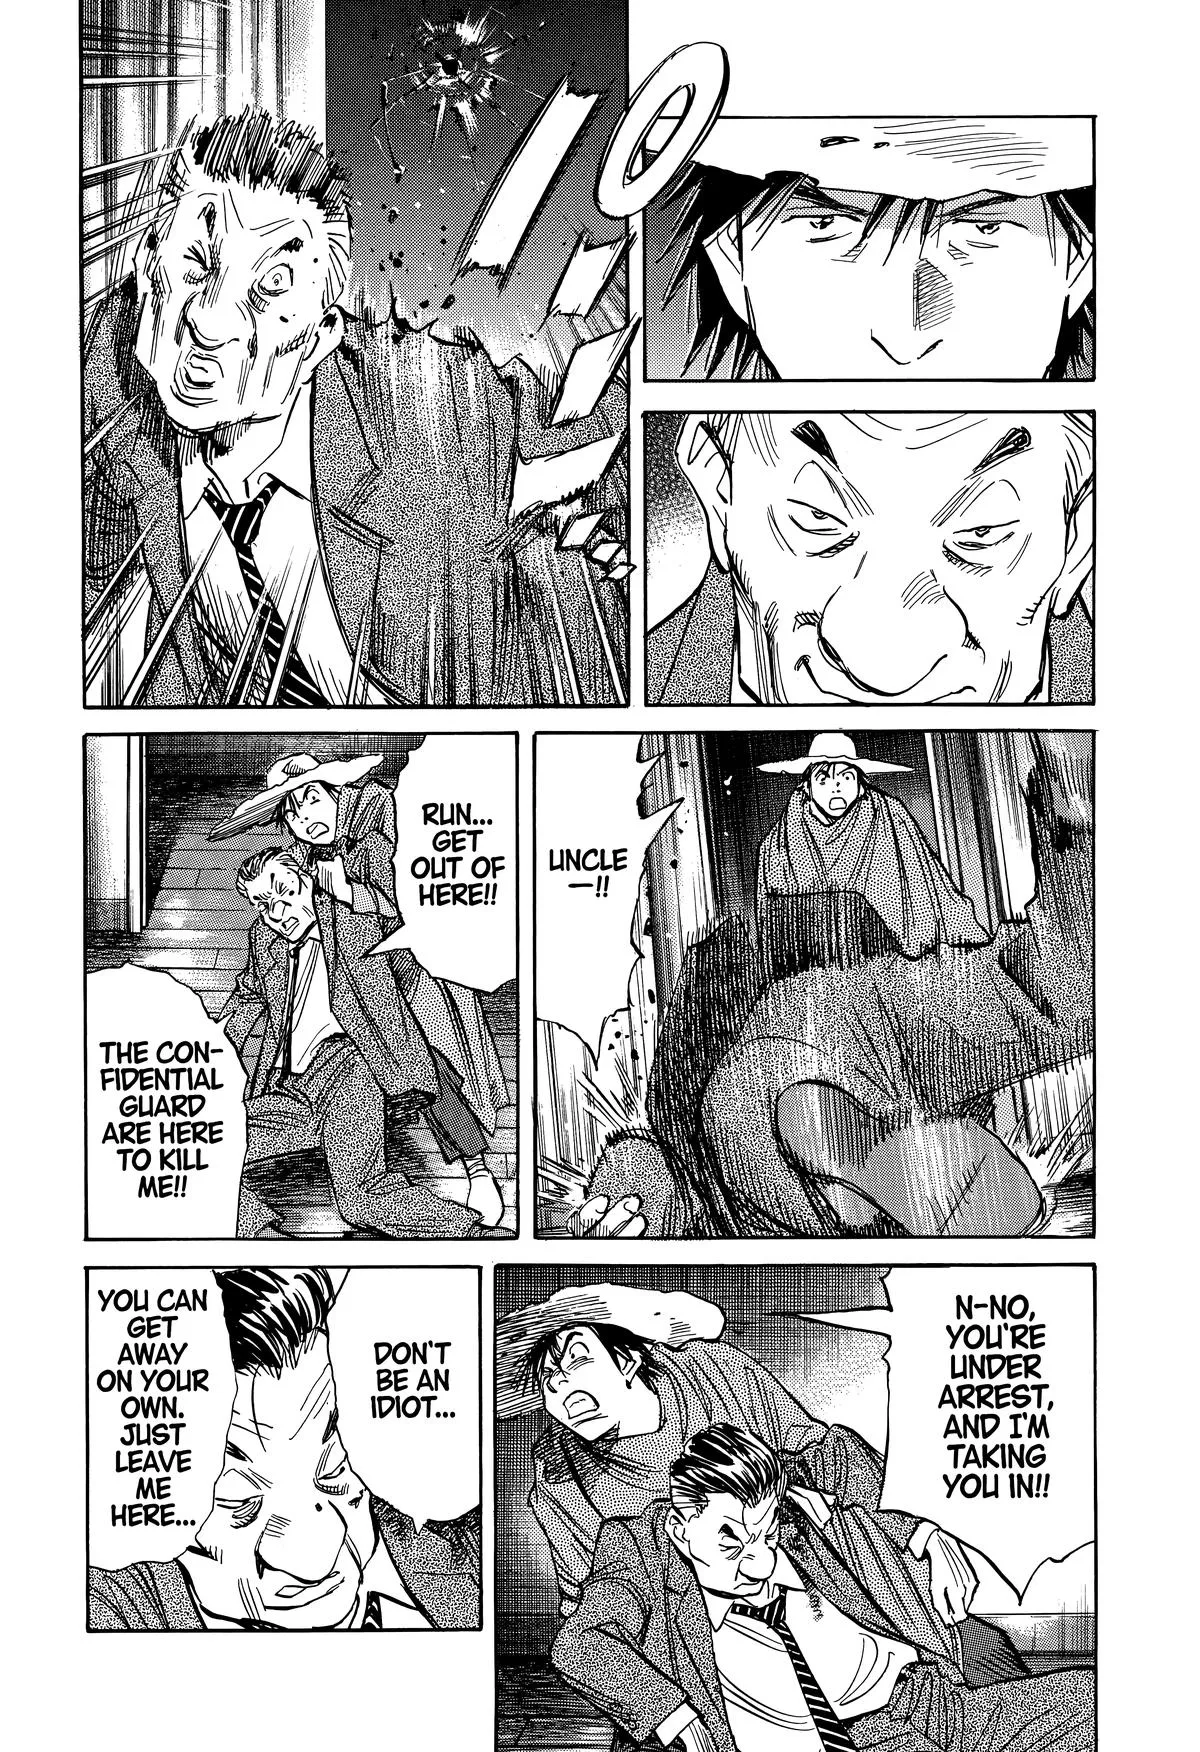 UNCLE
—!!
RUN...
GET
OUT OF
HERE!!
THE CON-
FIDENTIAL
GUARD
ARE HERE
TO KILL
ME!!
N-NO,
YOU'RE
UNDER
ARREST,
AND I'M
TAKING
YOU IN!!
DON'T
BE AN
IDIOT...
YOU CAN
GET
AWAY
ON YOUR
OWN.
JUST
LEAVE
ME
HERE...